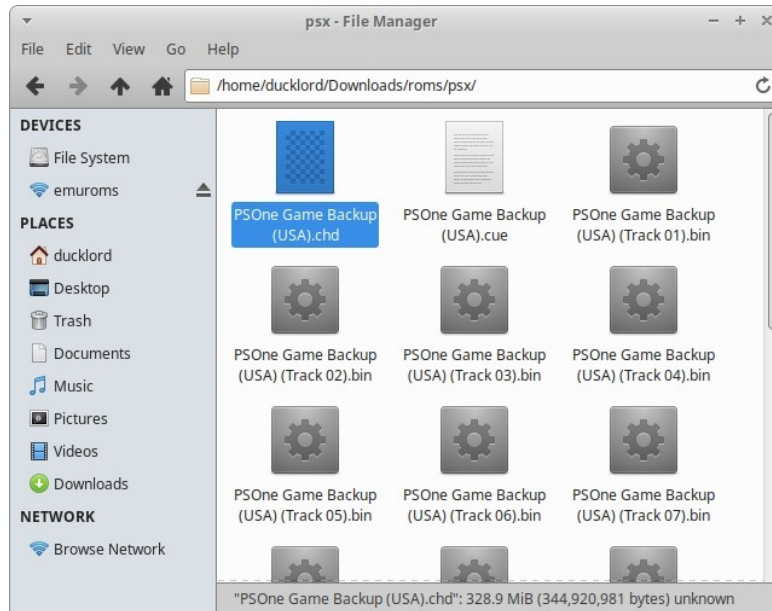 psx - File Manager
File Edit View Go Help
/home/ducklord/Downloads/roms/psx/
DEVICES
File System
emuroms
PLACES
ducklord
Desktop
Trash
Documents
Music
Pictures
Videos
Downloads
NETWORK
Browse Network
PSOne Game Backup
(USA).chd
PSOne Game Backup
(USA).cue
PSOne Game Backup
(USA) (Track 01).bin
PSOne Game Backup
(USA) (Track 02).bin
PSOne Game Backup
(USA) (Track 03).bin
PSOne Game Backup
(USA) (Track 04).bin
PSOne Game Backup
(USA) (Track 05).bin
PSOne Game Backup
(USA) (Track 06).bin
PSOne Game Backup
(USA) (Track 07).bin
"PSOne Game Backup (USA).chd": 328.9 MiB (344,920,981 bytes) unknown